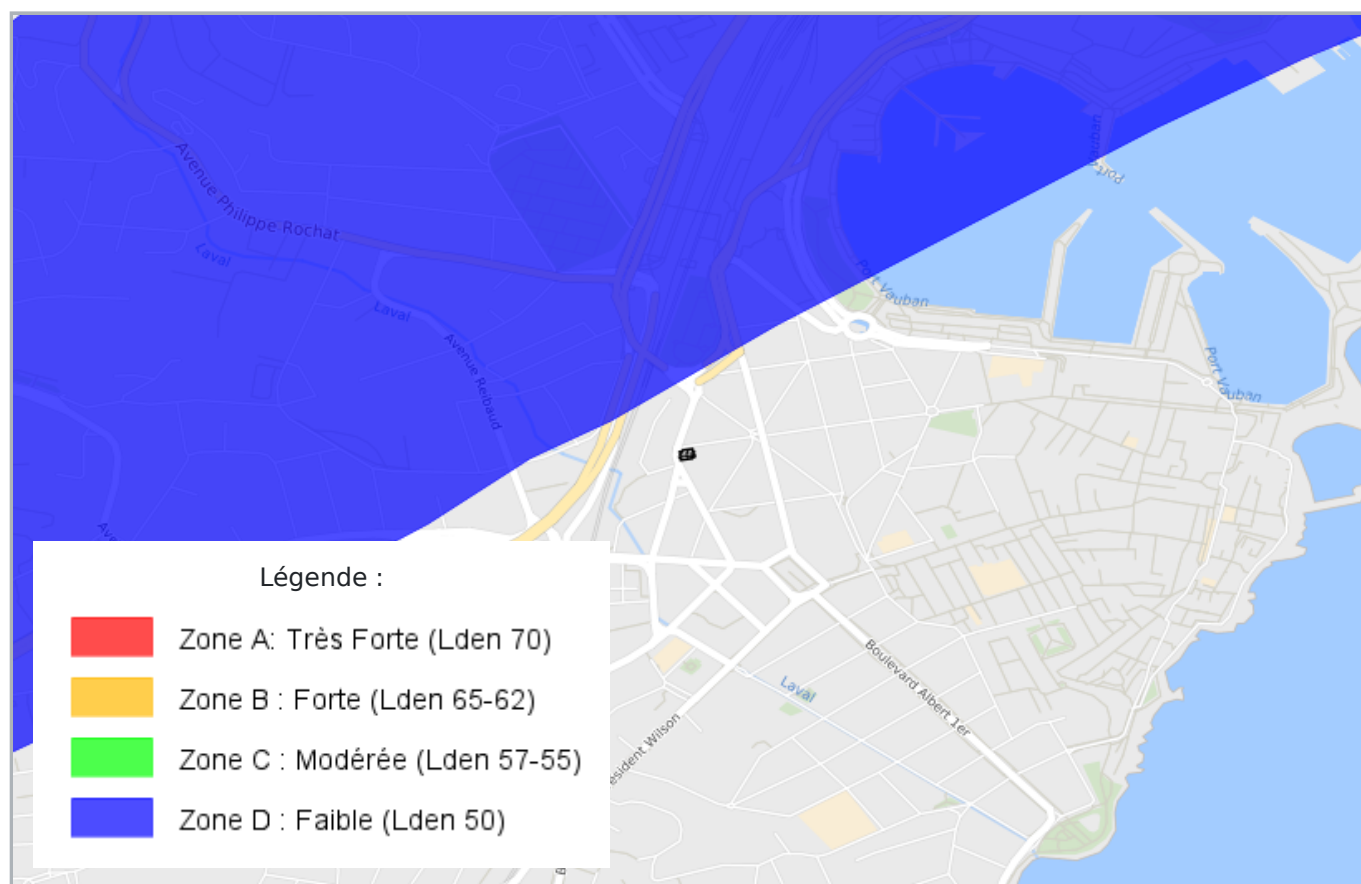 Avenue Philippe Rochat
Laval
Laval
Avenue Reibaud
Vauban
Port
Port Vauban
Port Vauban
Boulevard Albert 1er
Laval
Légende :
Zone A: Très Forte (Lden 70)
Zone B : Forte (Lden 65-62)
Zone C : Modérée (Lden 57-55)
Zone D : Faible (Lden 50)
Wilson